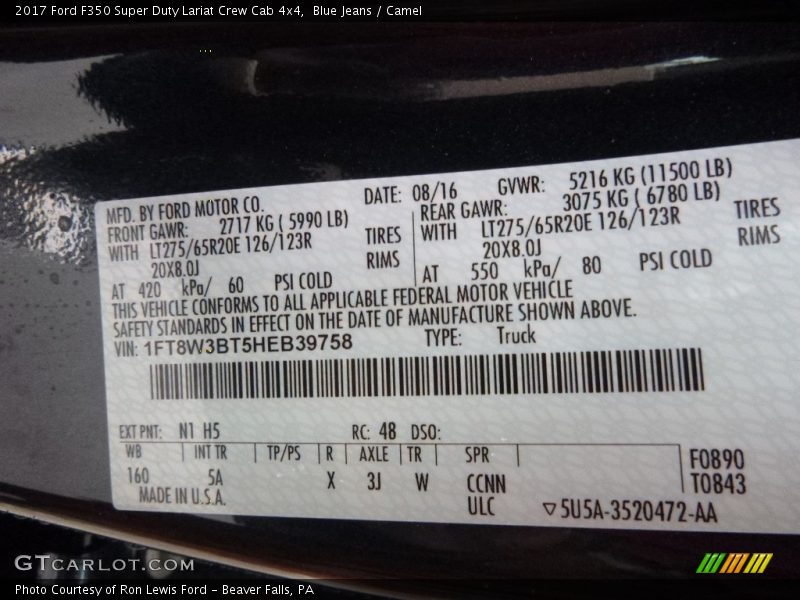 2017 Ford F350 Super Duty Lariat Crew Cab 4x4,  Blue Jeans / Camel
MFD. BY FORD MOTOR CO. DATE: 08/16 GVWR: 5216 KG (11500 LB)
FRONT GAWR: 2717 KG ( 5990 LB) REAR GAWR: 3075 KG ( 6780 LB)
WITH LT275/65R20E 126/123R TIRES WITH LT275/65R20E 126/123R TIRES
20X8.0J RIMS 20X8.0J RIMS
AT 420 kPa/ 60 PSI COLD AT 550 kPa/ 80 PSI COLD
THIS VEHICLE CONFORMS TO ALL APPLICABLE FEDERAL MOTOR VEHICLE
SAFETY STANDARDS IN EFFECT ON THE DATE OF MANUFACTURE SHOWN ABOVE.
VIN: 1FT8W3BT5HEB39758 TYPE: Truck
EXT PNT: N1 H5 RC: 48 DSO:
WB INT TR TP/PS R AXLE TR SPR F0890
160 5A X 3J W CCNN T0843
MADE IN U.S.A. ULC ▽5U5A-3520472-AA
GTCARLOT.COM
Photo Courtesy of Ron Lewis Ford - Beaver Falls, PA